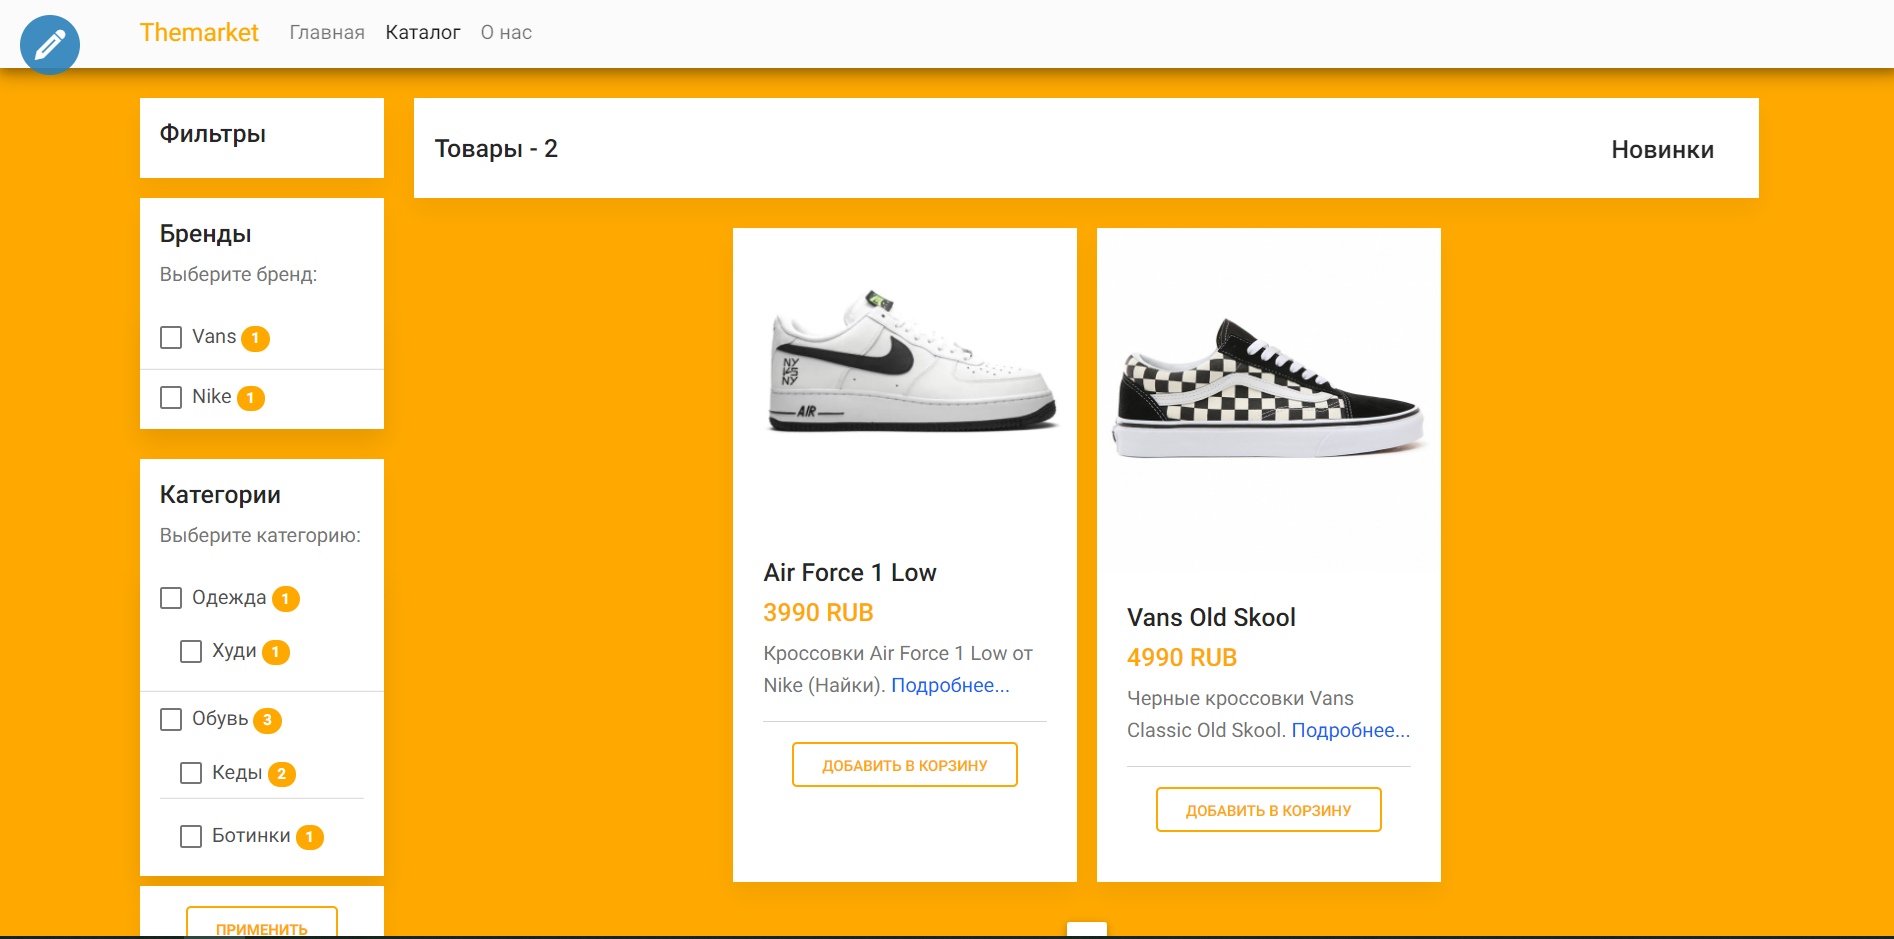 Themarket Главная Каталог О нас
Фильтры
Бренды
Выберите бренд:
Vans 1
Nike 1
Категории
Выберите категорию:
Одежда 1
Худи 1
Обувь 3
Кеды 2
Ботинки 1
ПРИМЕНИТЬ
Товары - 2
Новинки
NY
NY
AIR
Air Force 1 Low
3990 RUB
Кроссовки Air Force 1 Low от
Nike (Найки). Подробнее...
ДОБАВИТЬ В КОРЗИНУ
Vans Old Skool
4990 RUB
Черные кроссовки Vans
Classic Old Skool. Подробнее...
ДОБАВИТЬ В КОРЗИНУ